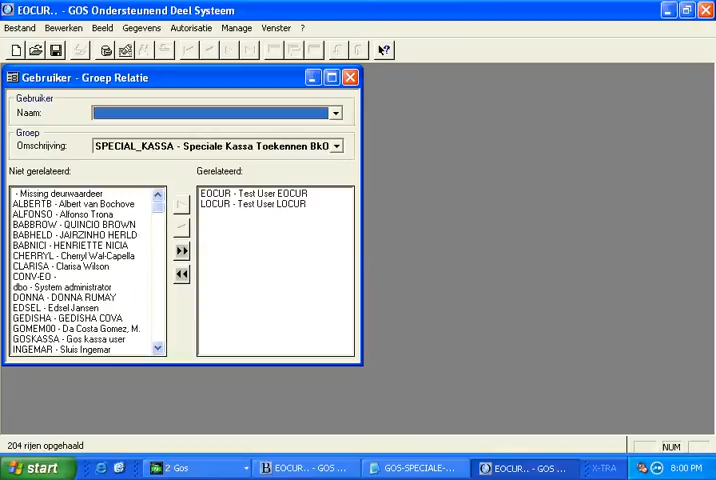 EOCUR.. - GOS Ondersteunend Deel Systeem
Bestand Bewerken Beeld Gegevens Autorisatie Manage Venster ?
Gebruiker - Groep Relatie
Gebruiker
Naam:
Groep
Omschrijving: SPECIAL_KASSA - Speciale Kassa Toekennen BkO
Niet gerelateerd:
- Missing deurwaardeer
ALBERTB - Albert van Bochove
ALFONSO - Alfonso Trona
BABBROW - QUINCIO BROWN
BABHELD - JAIRZINHO HERLD
BABNICI - HENRIETTE NICIA
CHERRYL - Cherryl Wal-Capella
CLARISA - Clarisa Wilson
CONV-EO -
dbo - System administrator
DONNA - DONNA RUMAY
EDSEL - Edsel Jansen
GEDISHA - GEDISHA COVA
GOMEM00 - Da Costa Gomez, M.
GOSKASSA - Gos kassa user
INGEMAR - Sluis Ingemar
Gerelateerd:
EOCUR - Test User EOCUR
LOCUR - Test User LOCUR
204 rijen opgehaald
NUM
start
2 Gos
EOCUR.. - GOS ...
GOS-SPECIALE-...
EOCUR.. - GOS ...
X-TRA
8:00 PM